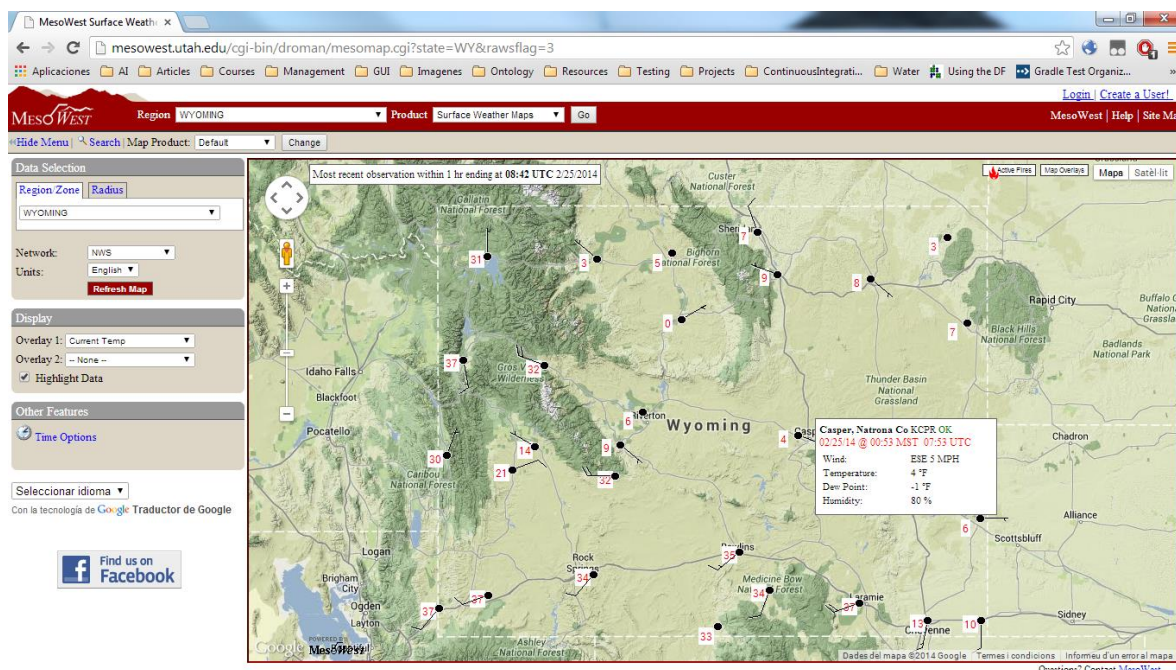 MesoWest Surface Weath
mesowest.utah.edu/cgi-bin/droman/mesomap.cgi?state=WY&rawsflag=3
Aplicaciones AI Articles Courses Management GUI Imagenes Ontology Resources Testing Projects ContinuousIntegrati... Water Using the DF Gradle Test Organiz... »
Login | Create a User!
MESOWEST Region WYOMING Product Surface Weather Maps Go MesoWest | Help | Site Ma
«Hide Menu | Search | Map Product: Default Change
Data Selection
Region/Zone Radius
WYOMING
Network: NWS
Units: English
Refresh Map
Display
Overlay 1: Current Temp
Overlay 2: -- None --
Highlight Data
Other Features
Time Options
Seleccionar idioma
Con la tecnología de Google Traductor de Google
Find us on
Facebook
Most recent observation within 1 hr ending at 08:42 UTC 2/25/2014
Active Fires Map Overlays Mapa Satèl·lit
Custer
National Forest
Gallatin
National Forest
7
3
31
3
5
Bighorn
National Forest
9
8
Rapid City
Buffalo
0
7
Black Hills
National Forest
Badlands
National Park
37
32
Idaho Falls
Wilderness
Blackfoot
Thunder Basin
National
Grassland
6
Wyoming
Pocatello
4
Casper, Natrona Co KCPR OK
02/25/14 @ 00:53 MST 07:53 UTC
Wind: ESE 5 MPH
Temperature: 4 °F
Dew Point: -1 °F
Humidity: 80 %
Chadron
30
14
9
21
32
Caribou
National Forest
Alliance
6
Scottsbluff
Logan
35
Rock
34
Brigham
City
Medicine Bow
34
37
37
37
Ogden
Layton
13
10
Sidney
33
Ashley
National Forest
POWERED BY
Google
MesoWest
Dades del mapa ©2014 Google Termes i condicions Informeu d'un error al mapa
Questions? Contact MesoWest